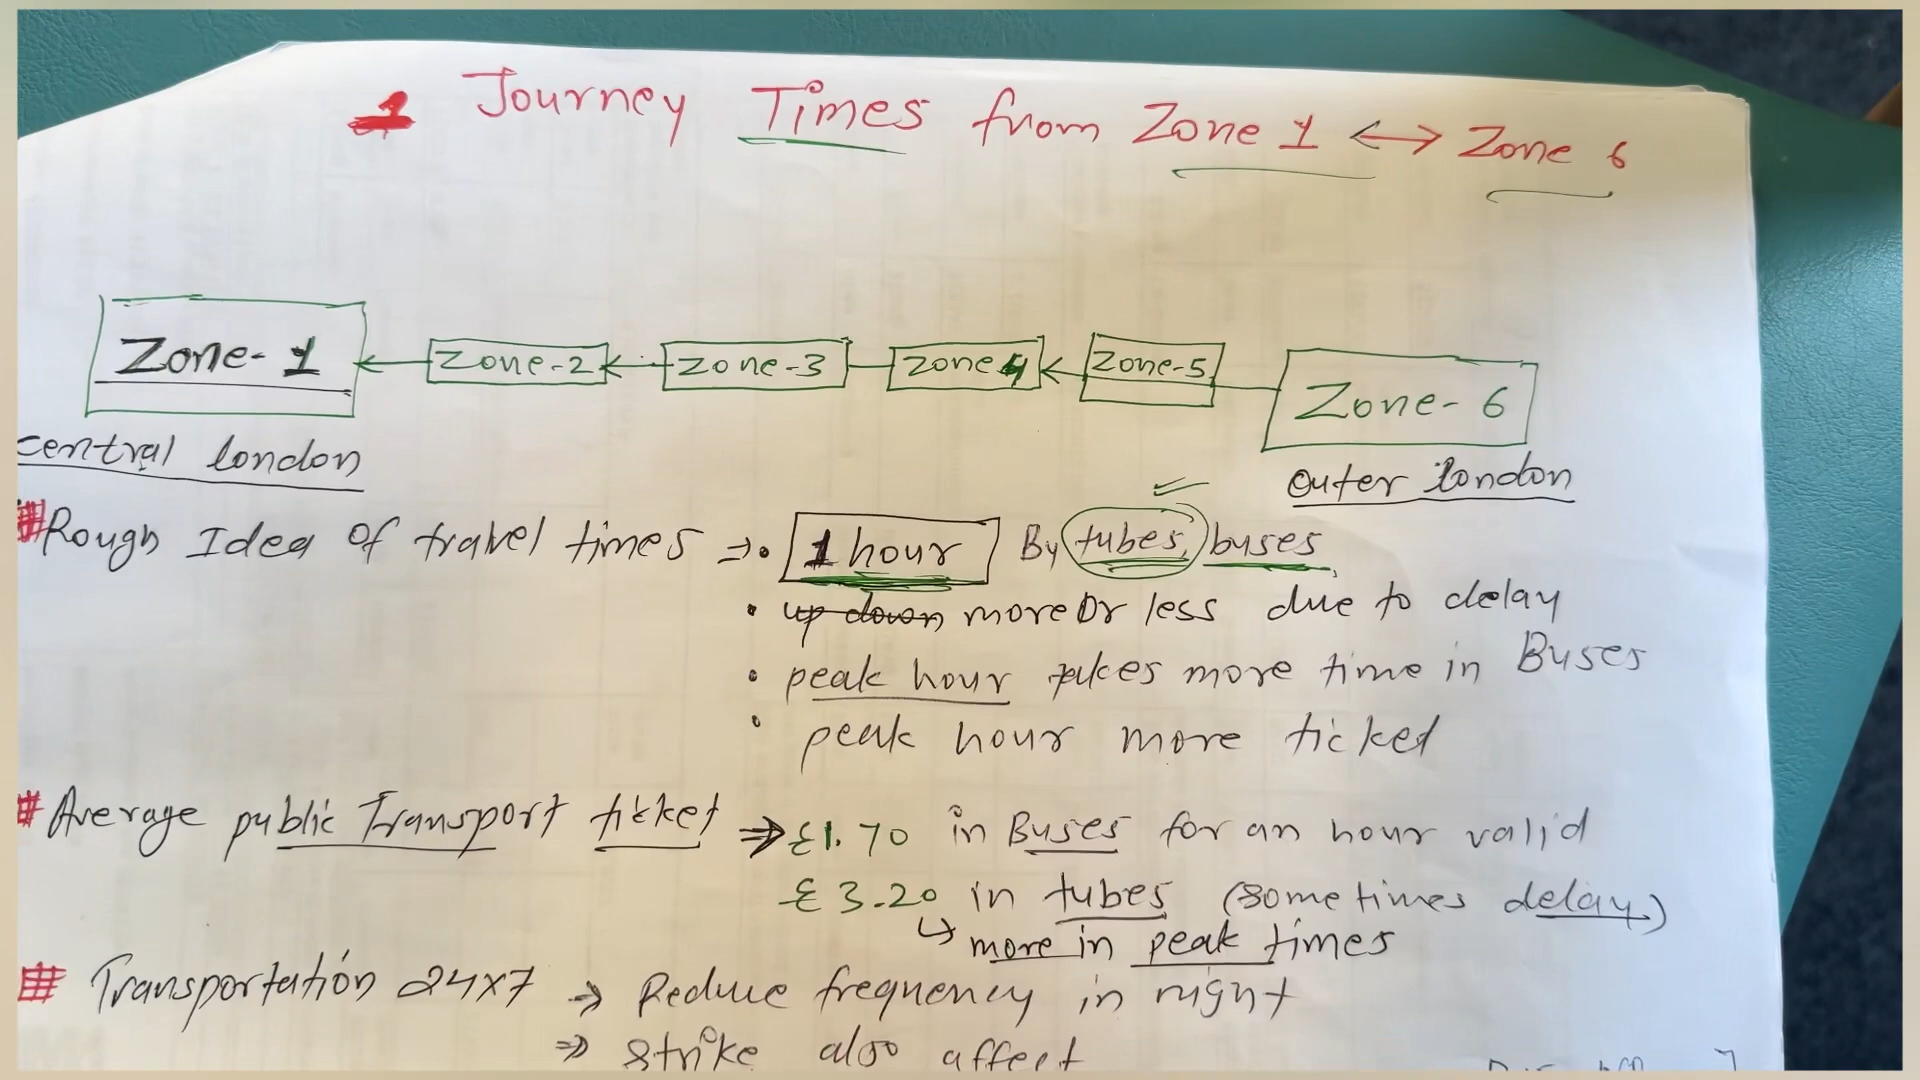 1 Journey Times from Zone 1 ↔ Zone 6
Zone-1 ← Zone-2 ← Zone-3 — Zone 4 ← Zone-5 — Zone-6
central london
outer london
# Rough Idea of travel times ⇒ • 1 hour By tubes, buses
• up down more Or less due to delay
• peak hour takes more time in Buses
• peak hour more ticket
# Average public Transport ticket ⇒ £1.70 in Buses for an hour valid
£3.20 in tubes (sometimes delay)
↳ more in peak times
# Transportation 24x7 ⇒ Reduce frequency in night
⇒ strike also affect